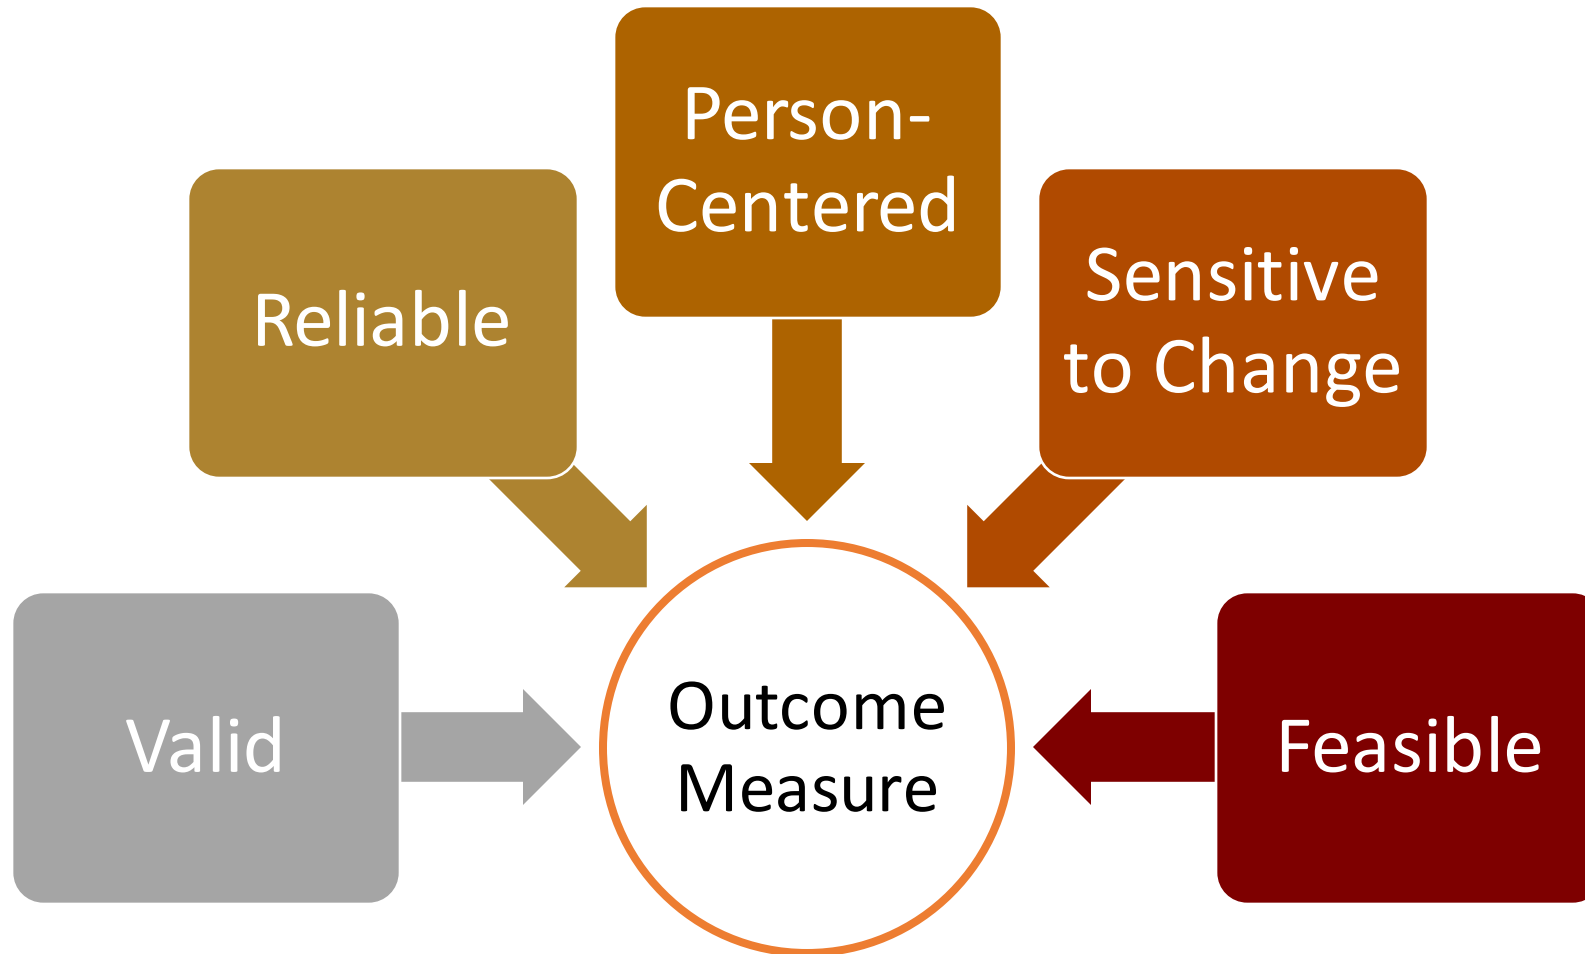 Person-
Centered
Reliable
Sensitive
to Change
Valid
Outcome
Measure
Feasible